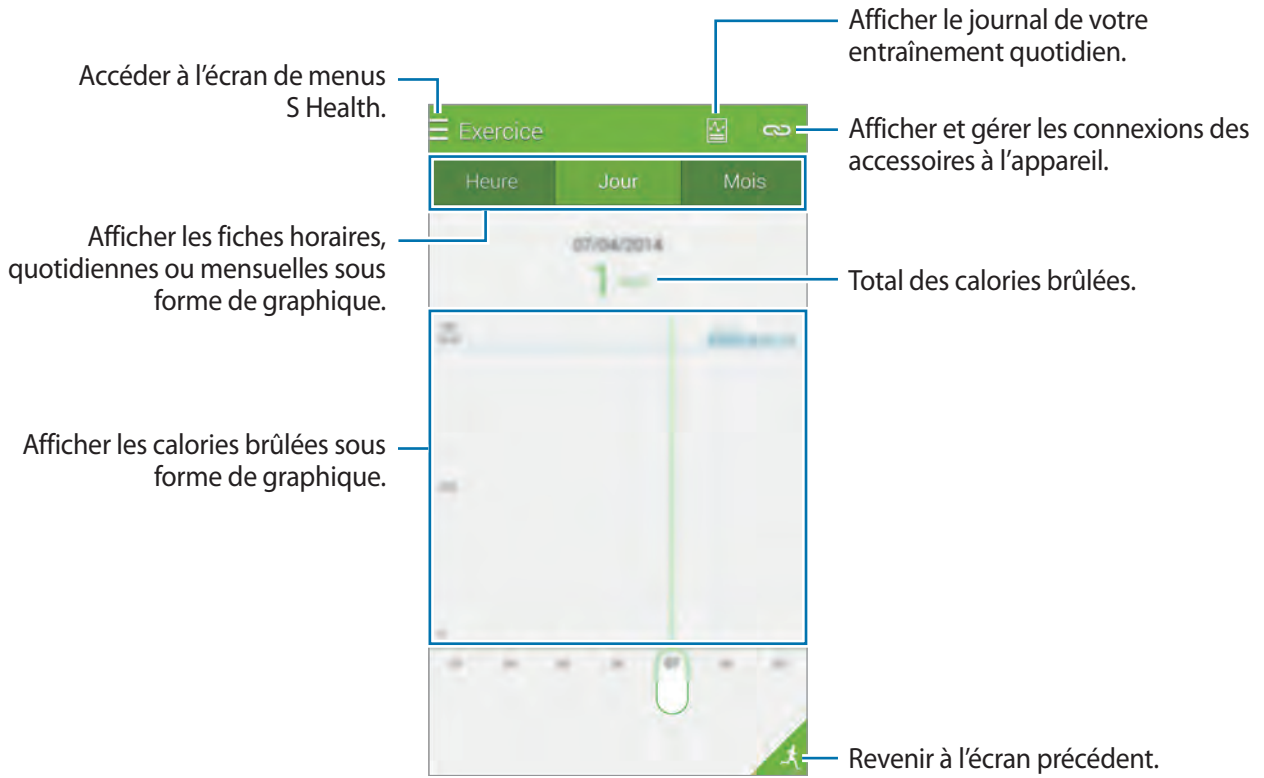 Afficher le journal de votre
entraînement quotidien.
Accéder à l'écran de menus
S Health.
Exercice
Afficher et gérer les connexions des
accessoires à l'appareil.
Heure Jour Mois
Afficher les fiches horaires,
quotidiennes ou mensuelles sous
forme de graphique.
07/04/2014
1
Total des calories brûlées.
Afficher les calories brûlées sous
forme de graphique.
07
Revenir à l'écran précédent.